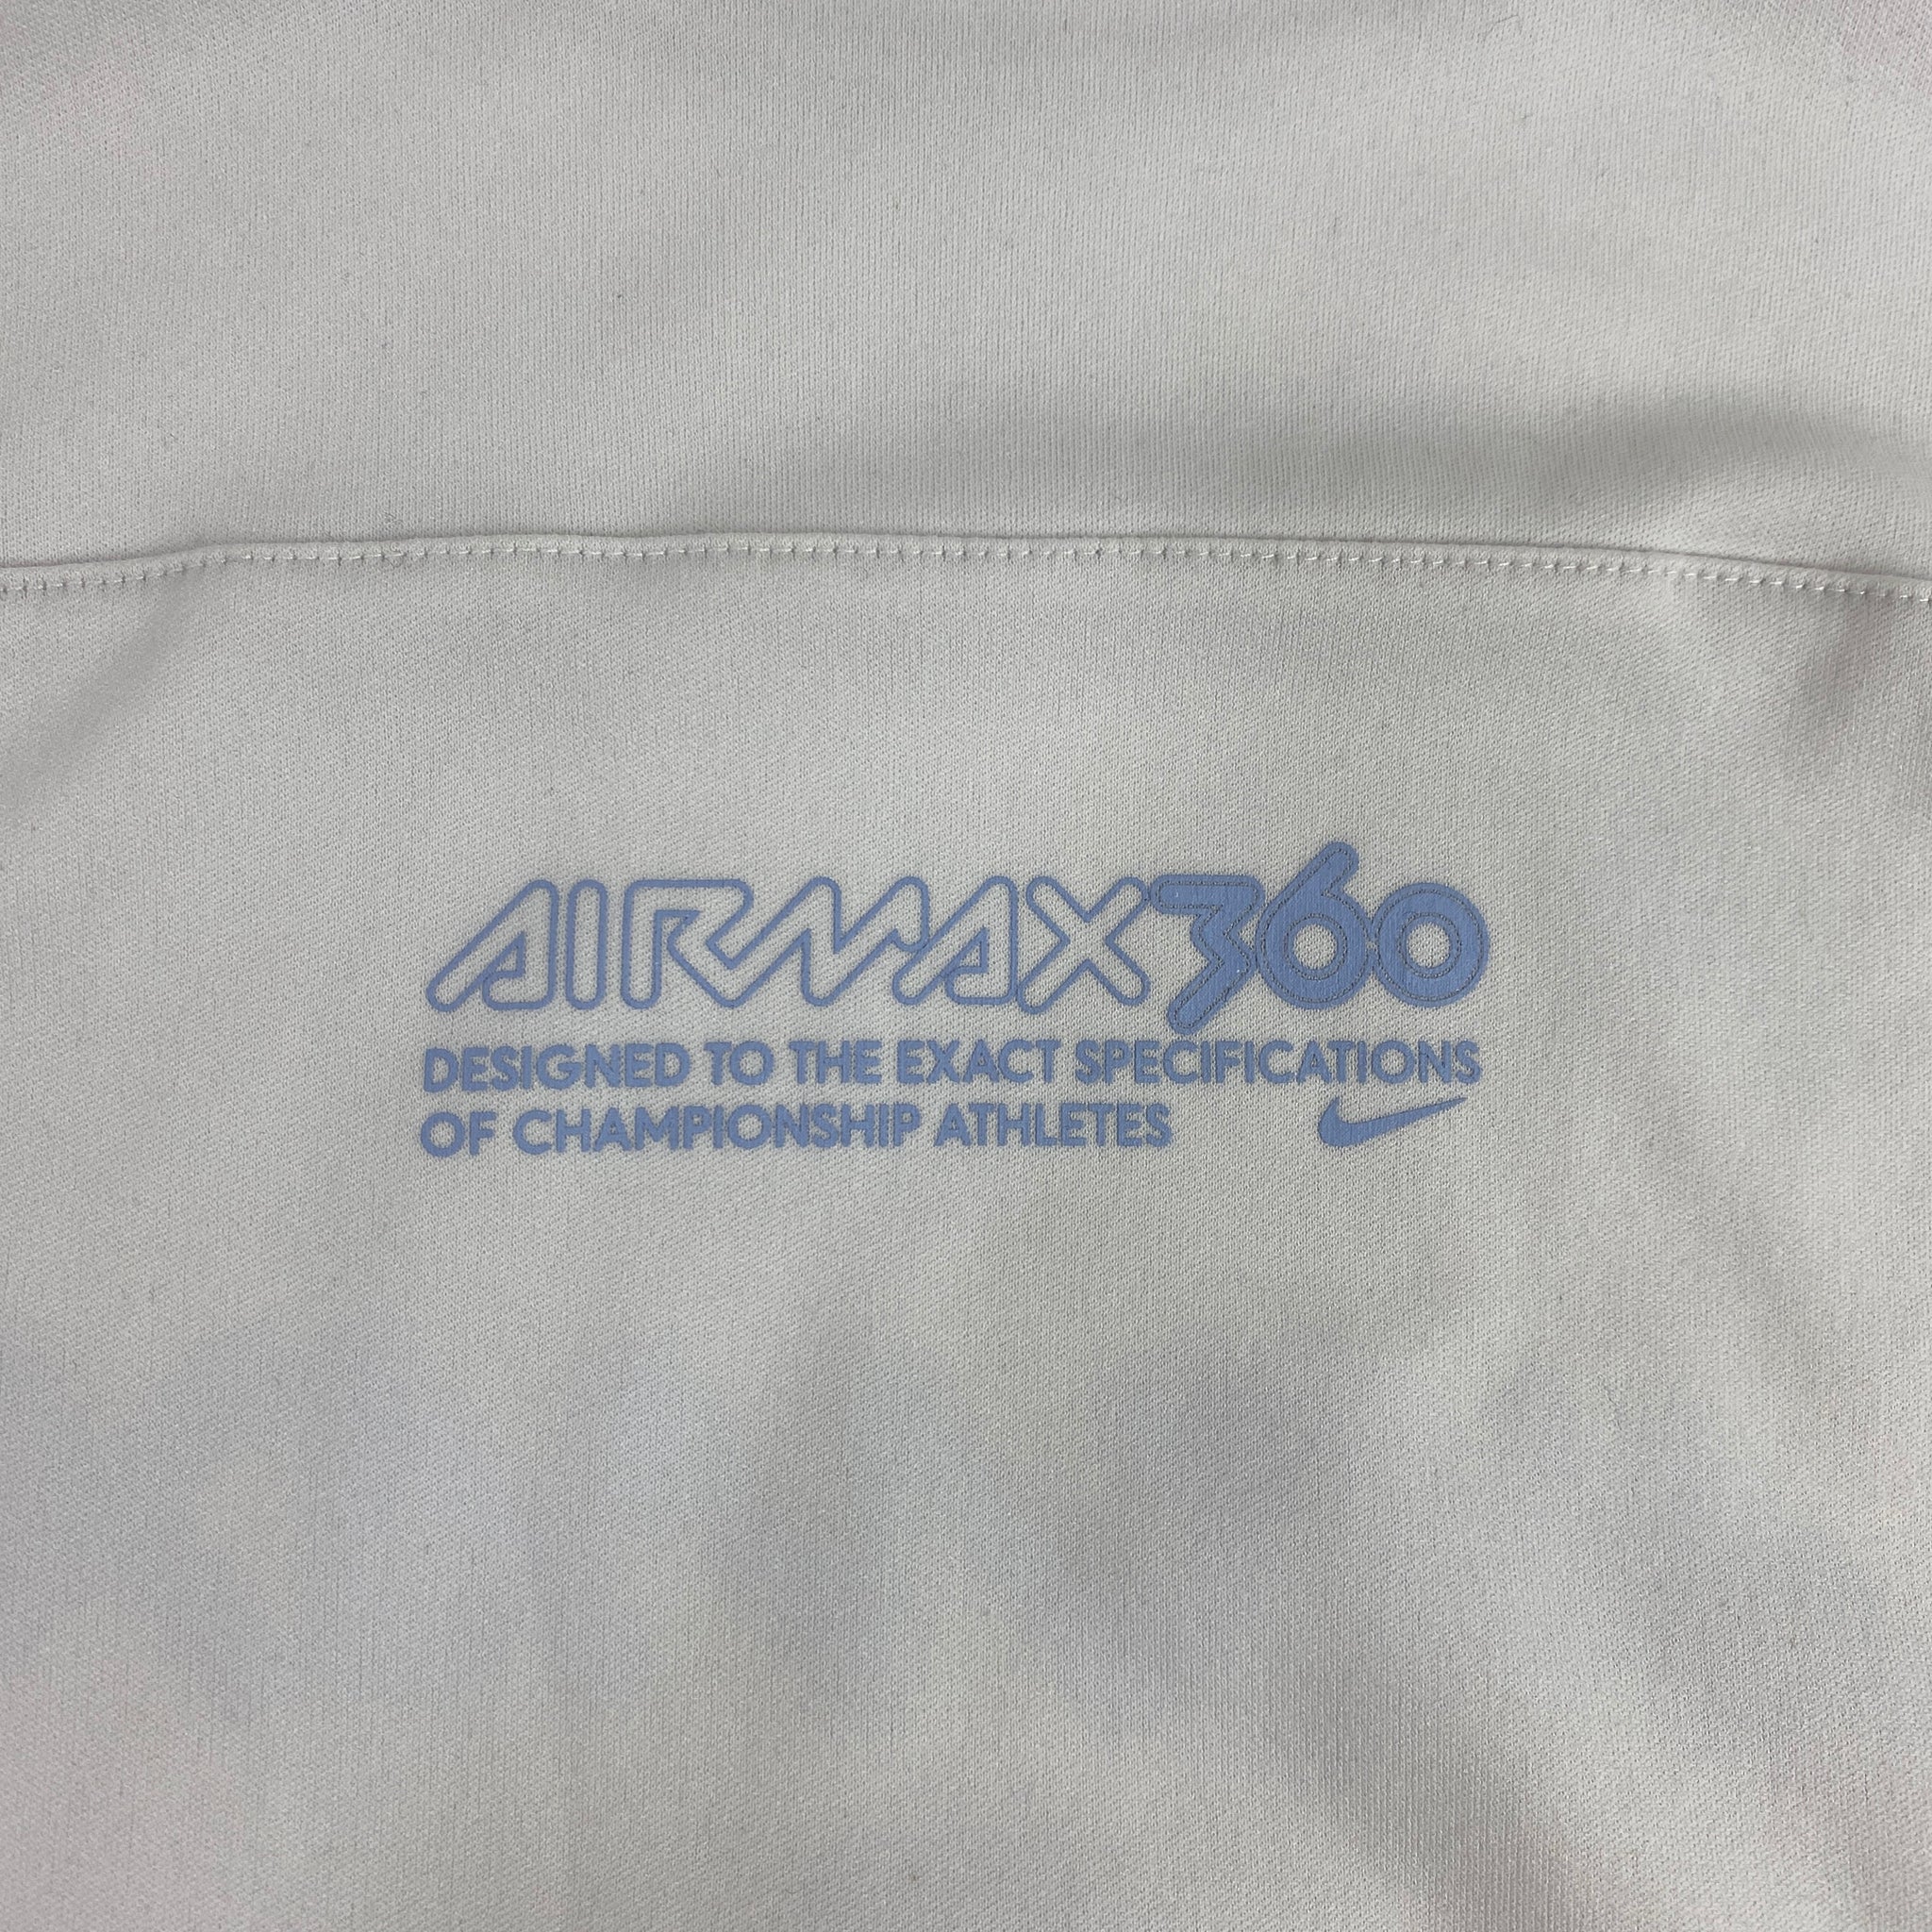 AIRMAX360
DESIGNED TO THE EXACT SPECIFICATIONS
OF CHAMPIONSHIP ATHLETES